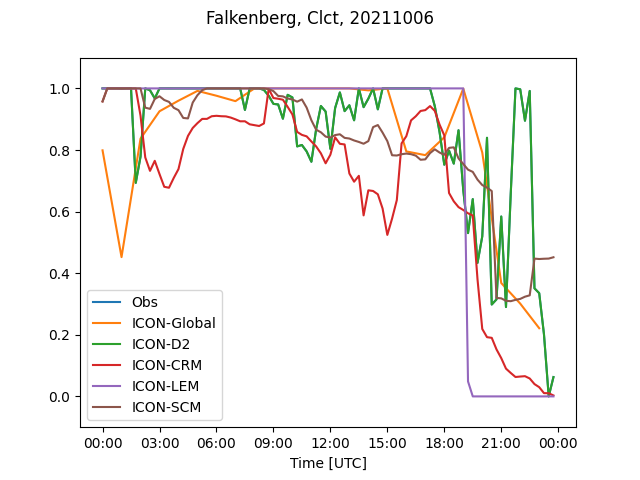 Falkenberg, Clct, 20211006
1.0
0.8
0.6
0.4
0.2
0.0
Obs
ICON-Global
ICON-D2
ICON-CRM
ICON-LEM
ICON-SCM
00:00 03:00 06:00 09:00 12:00 15:00 18:00 21:00 00:00
Time [UTC]